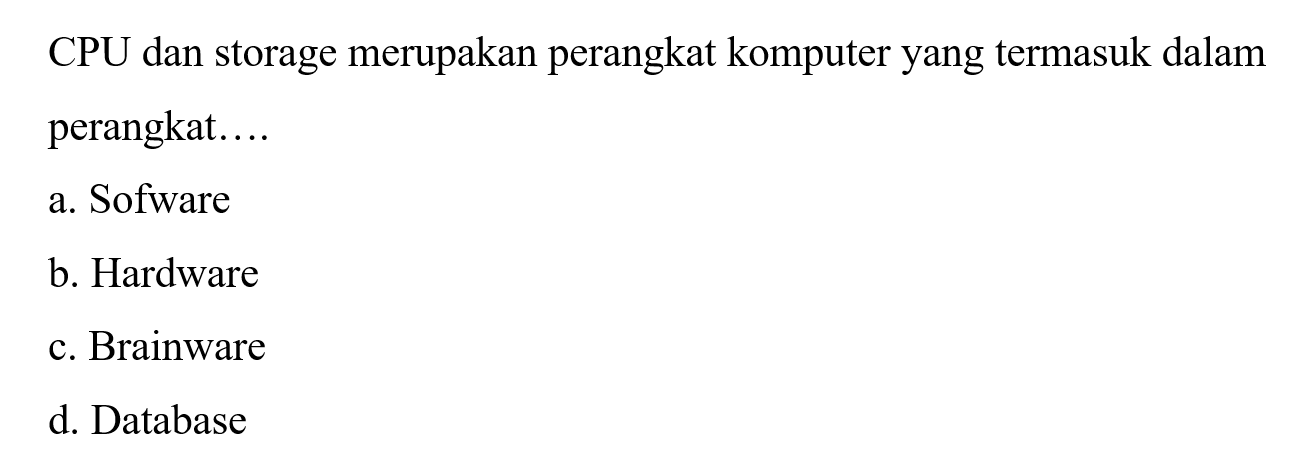 CPU dan storage merupakan perangkat komputer yang termasuk dalam
perangkat….
a. Sofware
b. Hardware
c. Brainware
d. Database